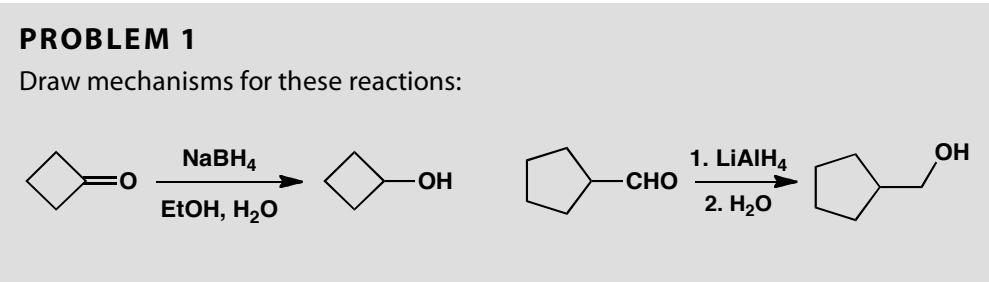 PROBLEM 1
Draw mechanisms for these reactions:
NaBH₄
O
EtOH, H₂O
OH
CHO
1. LiAlH₄
2. H₂O
OH